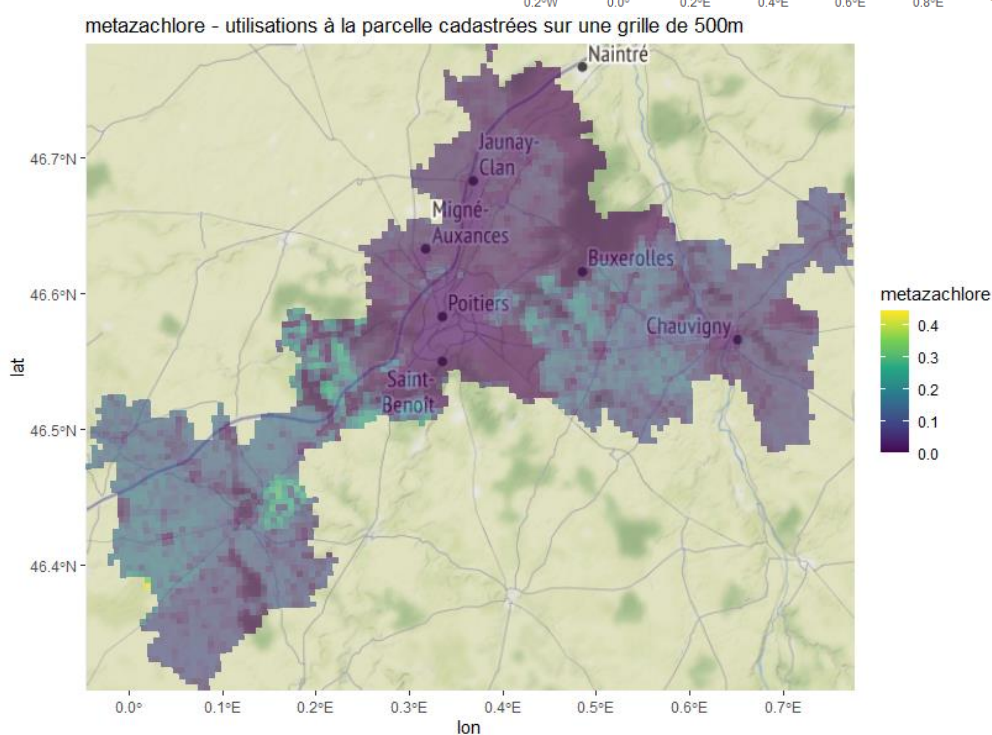 0.2°W 0.0° 0.2°E 0.4°E 0.6°E 0.8°E
metazachlore - utilisations à la parcelle cadastrées sur une grille de 500m
Naintré
46.7°N
Jaunay-
Clan
Migné-
Auxances
Buxerolles
46.6°N
Poitiers
Chauvigny
Saint-
Benoît
46.5°N
46.4°N
lat
0.0° 0.1°E 0.2°E 0.3°E 0.4°E 0.5°E 0.6°E 0.7°E
lon
metazachlore
0.4
0.3
0.2
0.1
0.0